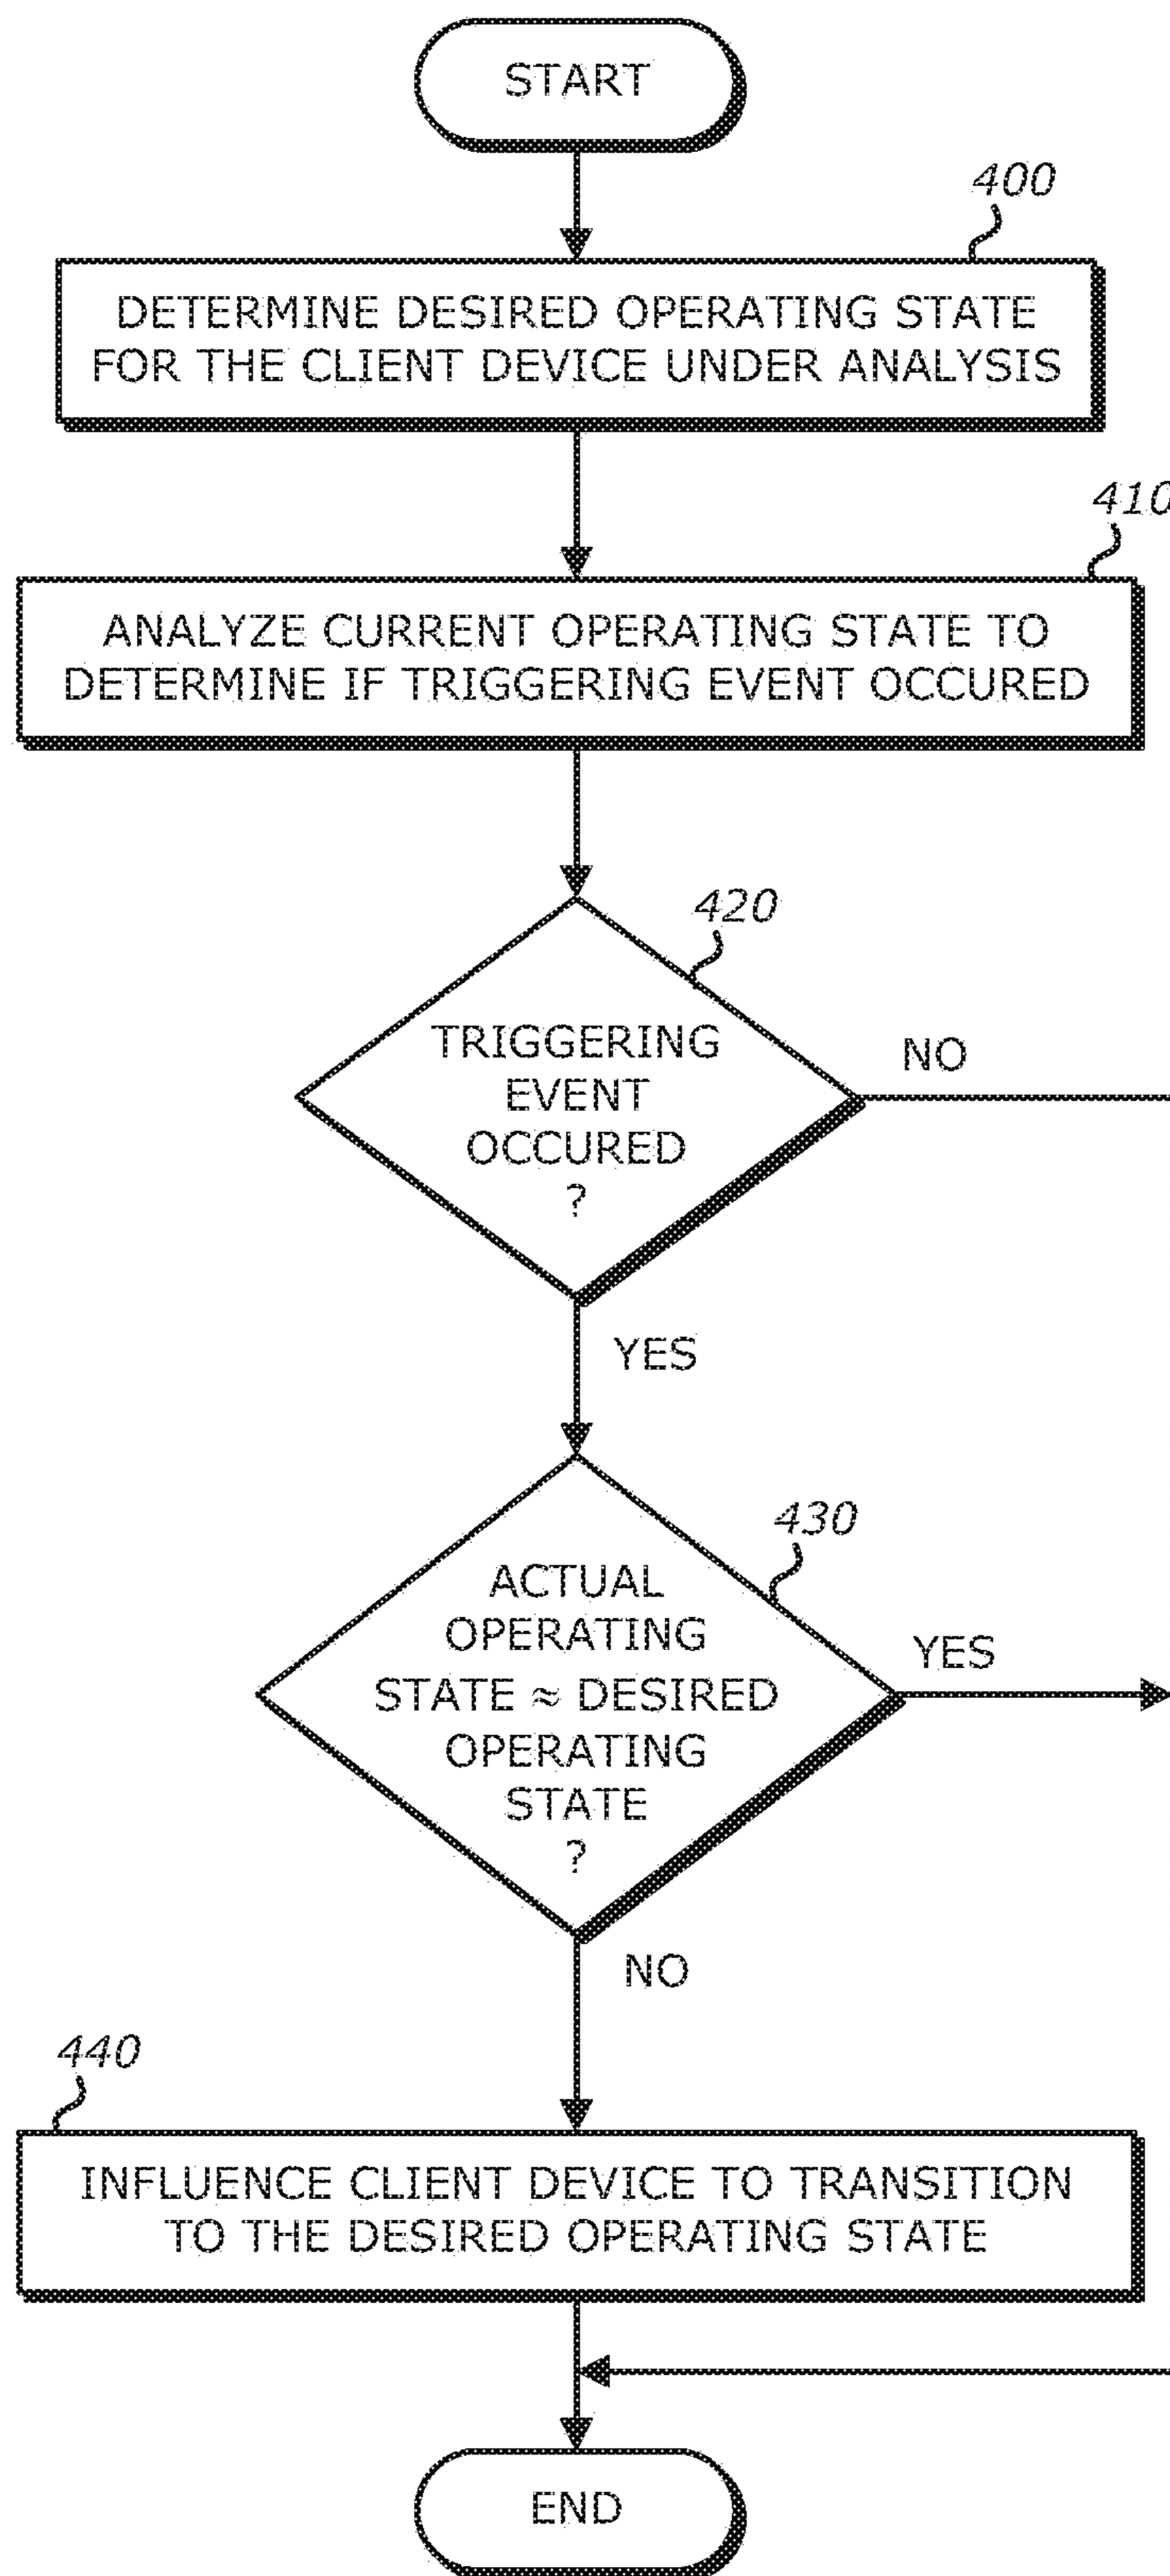 START
400
DETERMINE DESIRED OPERATING STATE
FOR THE CLIENT DEVICE UNDER ANALYSIS
410
ANALYZE CURRENT OPERATING STATE TO
DETERMINE IF TRIGGERING EVENT OCCURED
420
TRIGGERING
EVENT
OCCURED
?
NO
YES
430
ACTUAL
OPERATING
STATE ≈ DESIRED
OPERATING
STATE
?
YES
NO
440
INFLUENCE CLIENT DEVICE TO TRANSITION
TO THE DESIRED OPERATING STATE
END